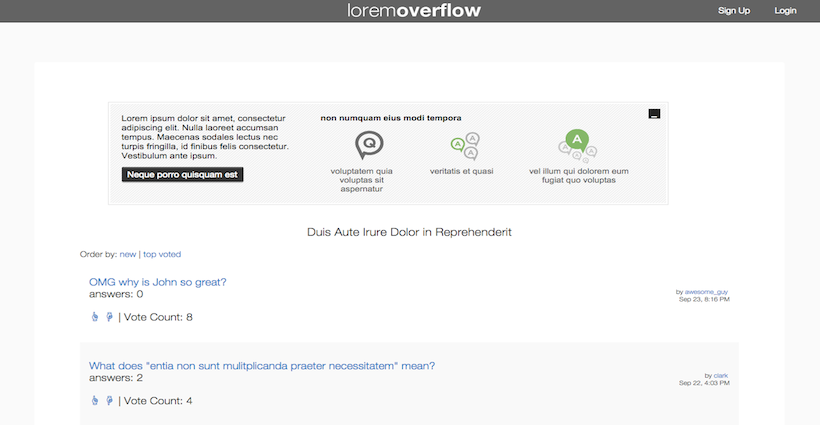 loremoverflow
Sign Up
Login
Lorem ipsum dolor sit amet, consectetur
adipiscing elit. Nulla laoreet accumsan
tempus. Maecenas sodales lectus nec
turpis fringilla, id finibus felis consectetur.
Vestibulum ante ipsum.
Neque porro quisquam est
non numquam eius modi tempora
Q
voluptatem quia
voluptas sit
aspernatur
A
A
A
veritatis et quasi
A
A
A
A
A
vel illum qui dolorem eum
fugiat quo voluptas
Duis Aute Irure Dolor in Reprehenderit
Order by: new | top voted
OMG why is John so great?
answers: 0
| Vote Count: 8
by awesome_guy
Sep 23, 8:16 PM
What does "entia non sunt mulitplicanda praeter necessitatem" mean?
answers: 2
| Vote Count: 4
by clark
Sep 22, 4:03 PM